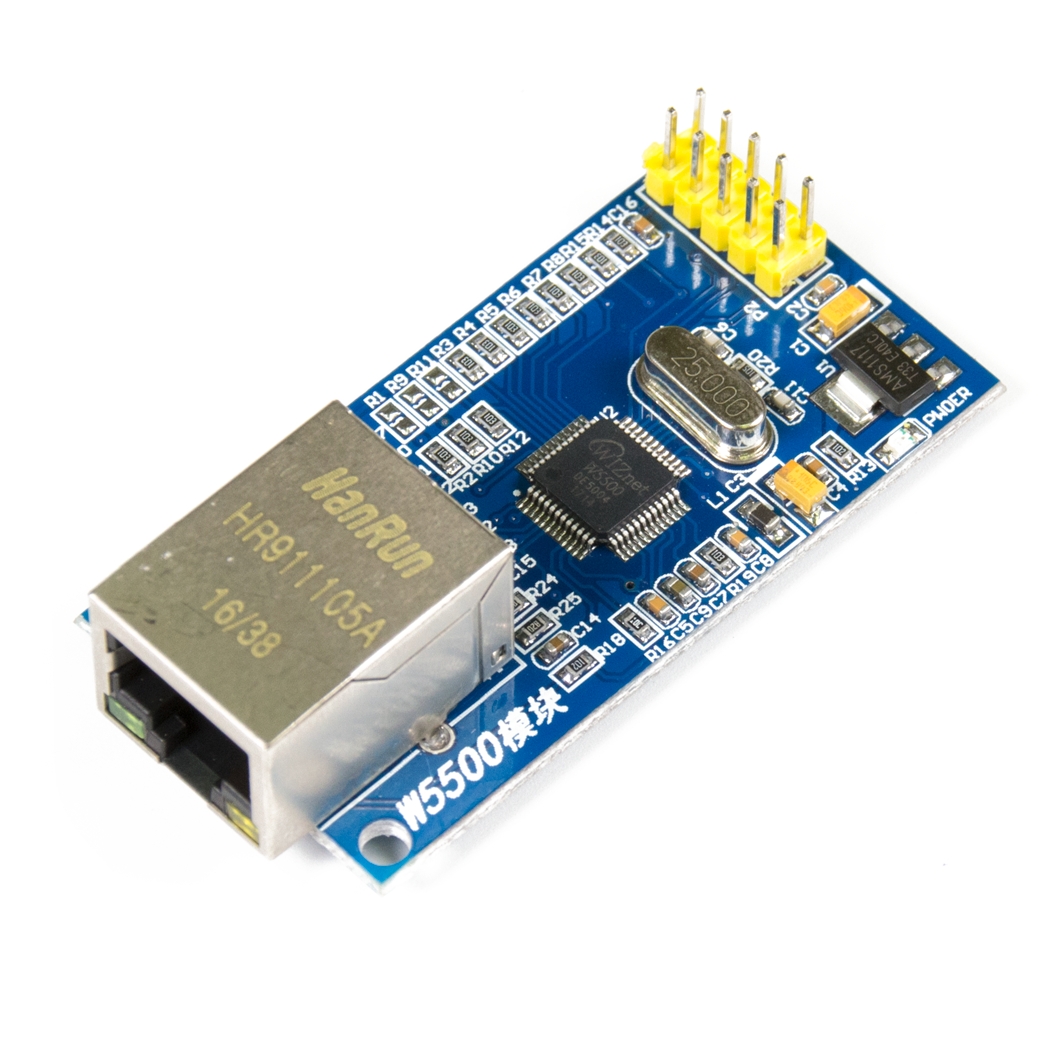 HanRun
HR911105A
16/38
WIZnet
W5500
25.000
AMS1117
W5500模块
PWOER
C16
R14
R15
R8
R7
R6
R5
R4
R3
R11
R9
R1
R12
R10
R2
P2
C2
C1
U1
C6
R20
C11
R13
C4
C3
L1
C8
R19
C7
C9
C5
R16
R18
C14
R25
R24